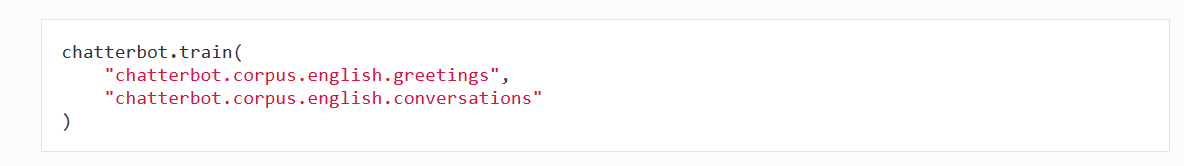 chatterbot.train(
    "chatterbot.corpus.english.greetings",
    "chatterbot.corpus.english.conversations"
)